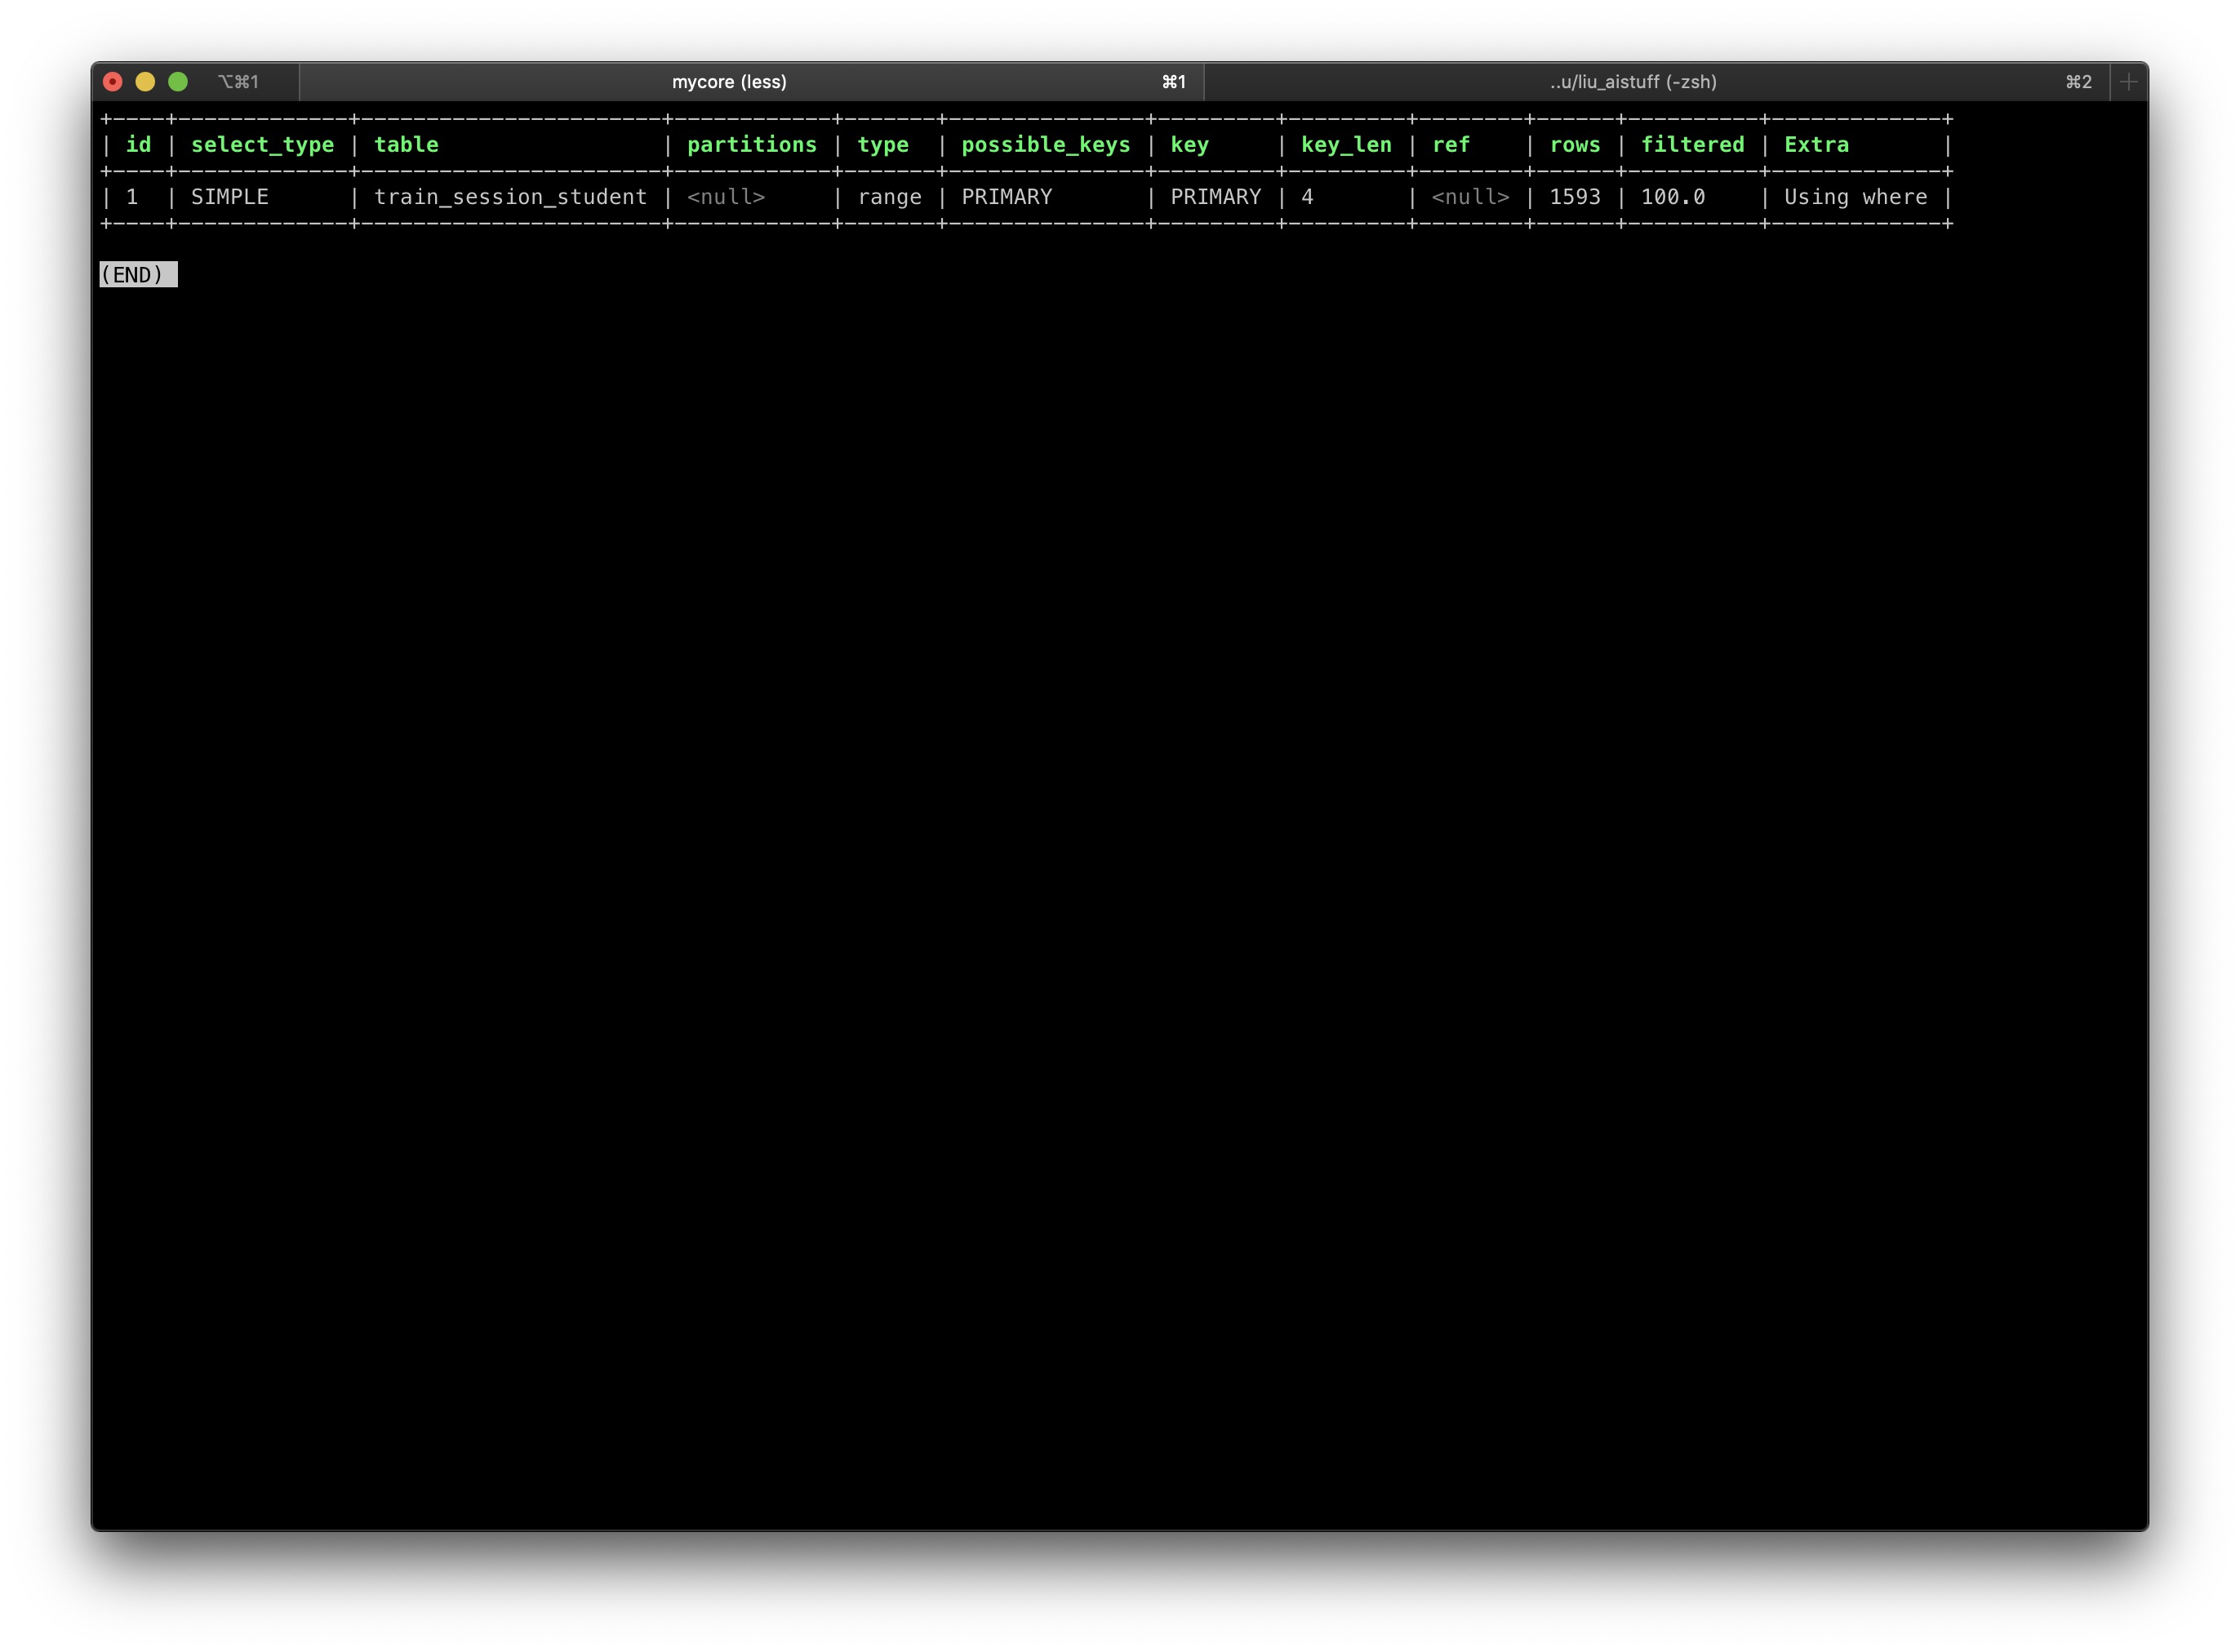 ⌥⌘1 mycore (less) ⌘1 ..u/liu_aistuff (-zsh) ⌘2 +
+----+-------------+-----------------------+------------+-------+---------------+---------+---------+--------+------+----------+-------------+
| id | select_type | table                 | partitions | type  | possible_keys | key     | key_len | ref    | rows | filtered | Extra       |
+----+-------------+-----------------------+------------+-------+---------------+---------+---------+--------+------+----------+-------------+
| 1  | SIMPLE      | train_session_student | <null>     | range | PRIMARY       | PRIMARY | 4       | <null> | 1593 | 100.0    | Using where |
+----+-------------+-----------------------+------------+-------+---------------+---------+---------+--------+------+----------+-------------+
(END)